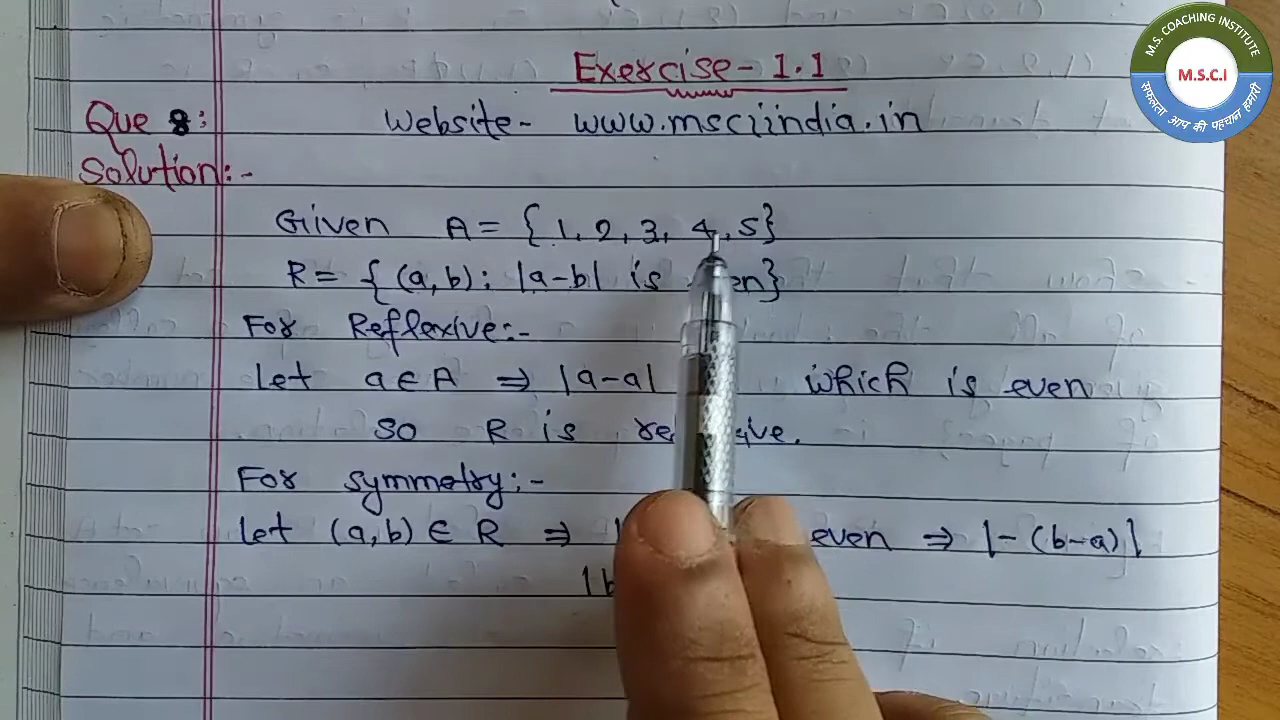 Exercise - 1.1
Que 8:
Website - www.msciindia.in
Solution:-
Given A = { 1, 2, 3, 4, 5}
R = { (a, b) : |a-b| is
For Reflexive:-
Let a ∈ A ⇒ |a-a| which is even
So R is
For symmetry:-
let (a, b) ∈ R ⇒ even ⇒ |-(b-a)|
|b
M.S. COACHING INSTITUTE
M.S.C.I
सफलता आप की पहचान हमारी